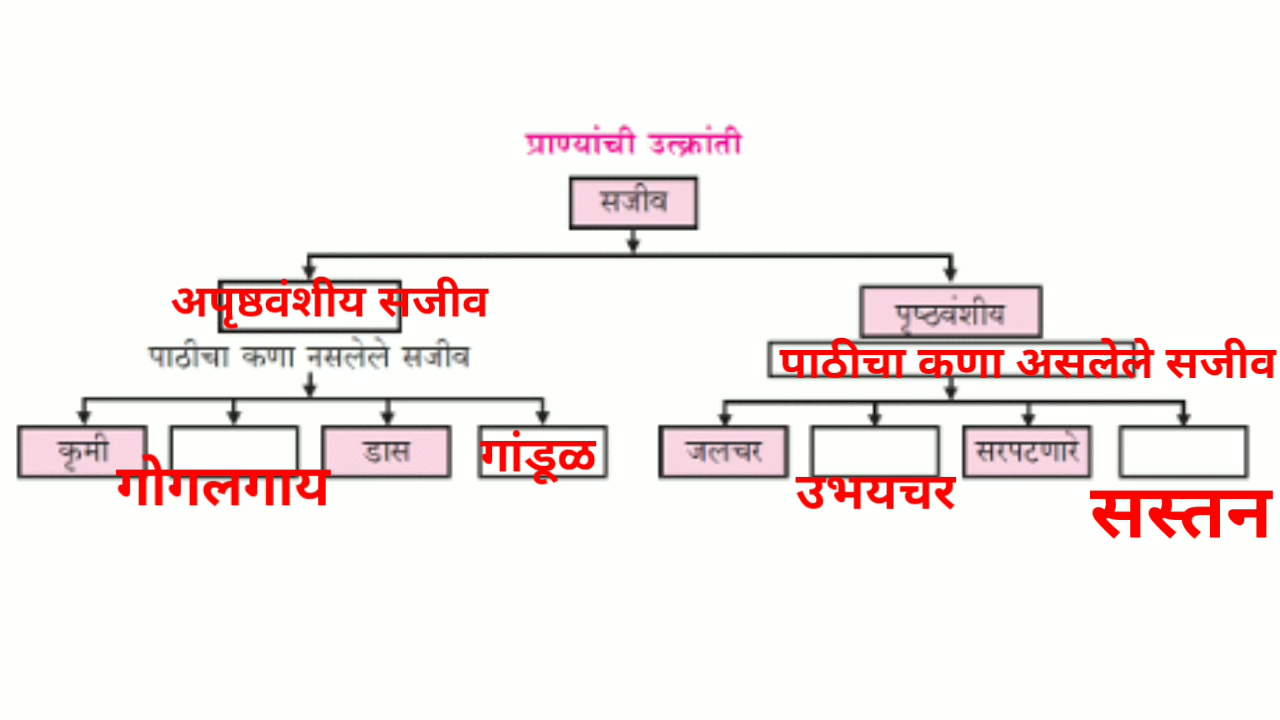 प्राण्यांची उत्क्रांती
सजीव
अपृष्ठवंशीय सजीव
पृष्ठवंशीय
पाठीचा कणा नसलेले सजीव
पाठीचा कणा असलेले सजीव
कृमी
गोगलगाय
डास
गांडूळ
जलचर
उभयचर
सरपटणारे
सस्तन